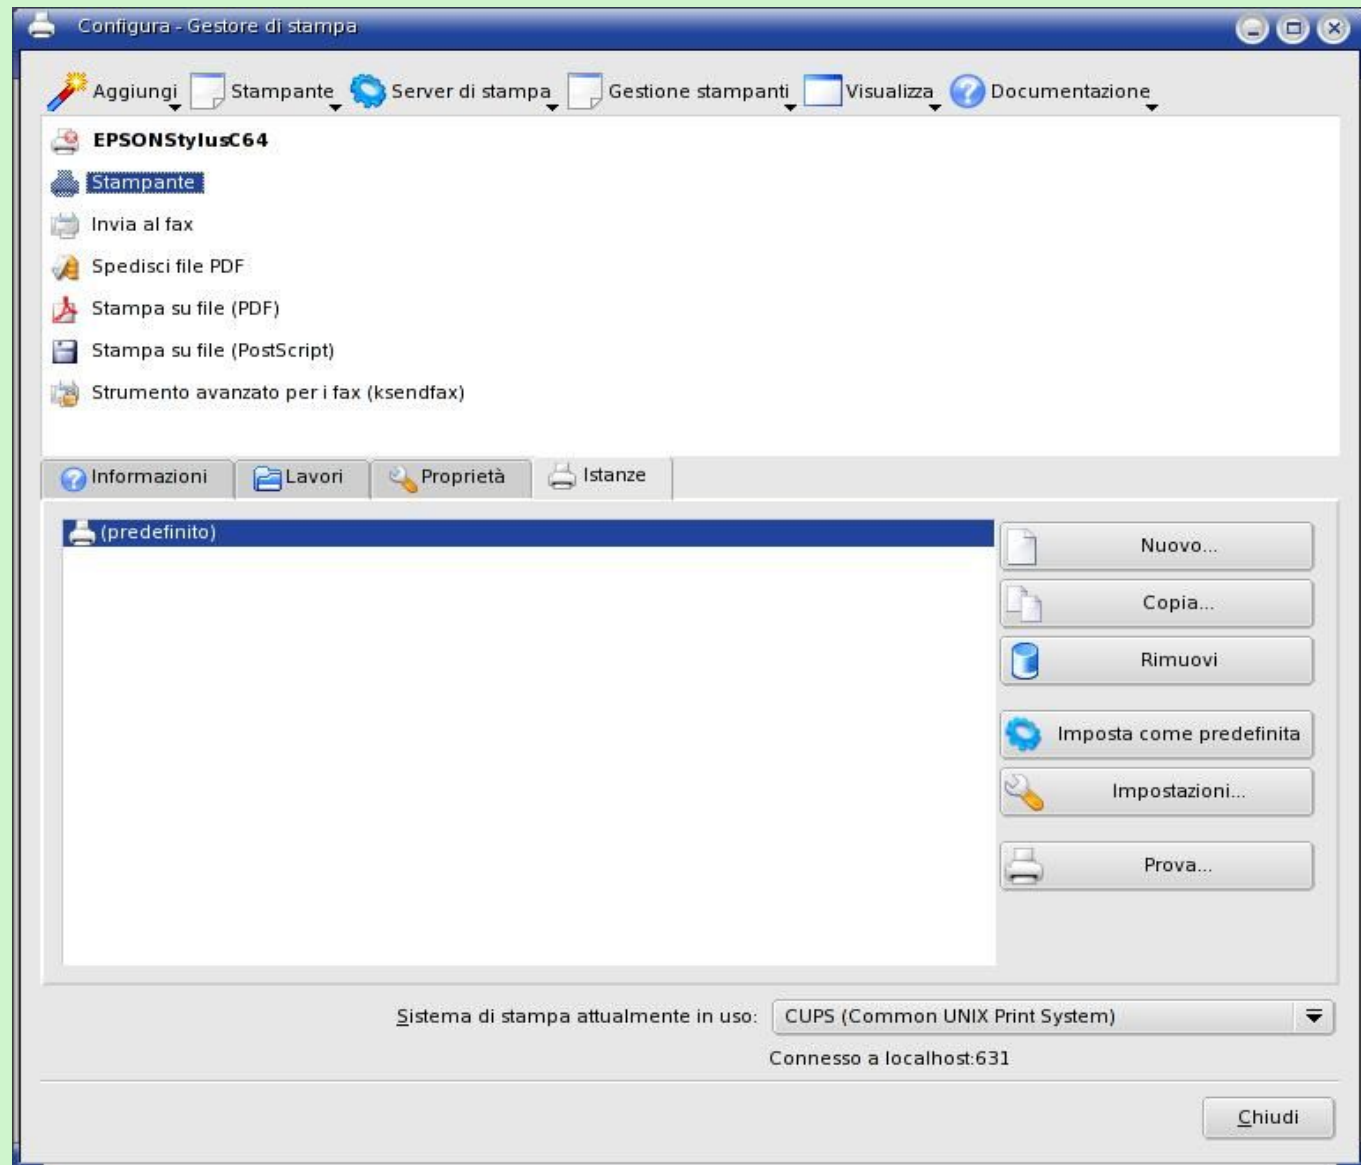 Configura - Gestore di stampa
Aggiungi Stampante Server di stampa Gestione stampanti Visualizza Documentazione
EPSONStylusC64
Stampante
Invia al fax
Spedisci file PDF
Stampa su file (PDF)
Stampa su file (PostScript)
Strumento avanzato per i fax (ksendfax)
Informazioni Lavori Proprietà Istanze
(predefinito)
Nuovo...
Copia...
Rimuovi
Imposta come predefinita
Impostazioni...
Prova...
Sistema di stampa attualmente in uso: CUPS (Common UNIX Print System)
Connesso a localhost:631
Chiudi